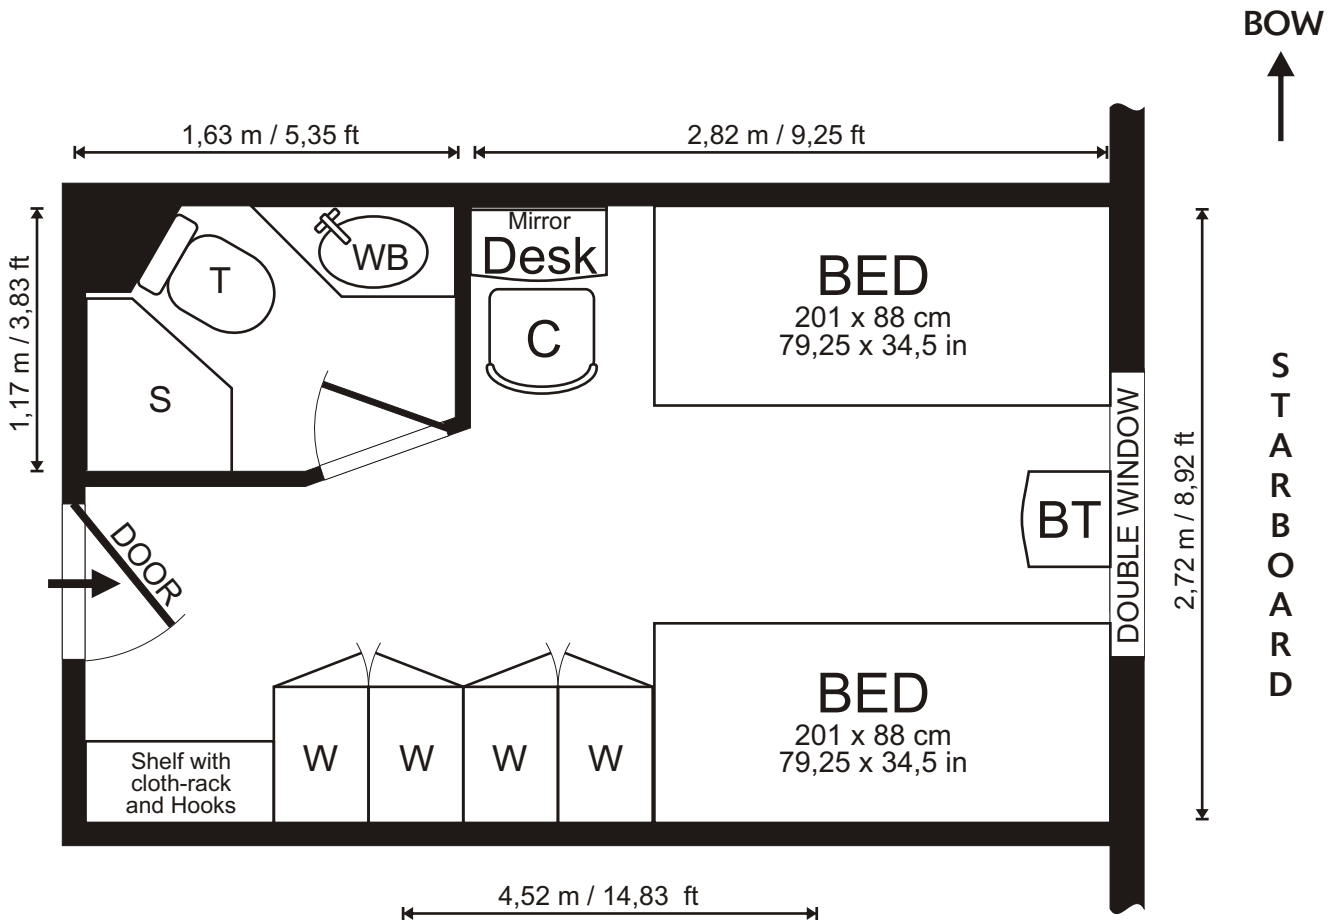 BOW
1,63 m / 5,35 ft
2,82 m / 9,25 ft
1,17 m / 3,83 ft
T
WB
S
Mirror
Desk
C
BED
201 x 88 cm
79,25 x 34,5 in
DOOR
BT
DOUBLE WINDOW
2,72 m / 8,92 ft
STARBOARD
BED
201 x 88 cm
79,25 x 34,5 in
Shelf with
cloth-rack
and Hooks
W
W
W
W
4,52 m / 14,83 ft